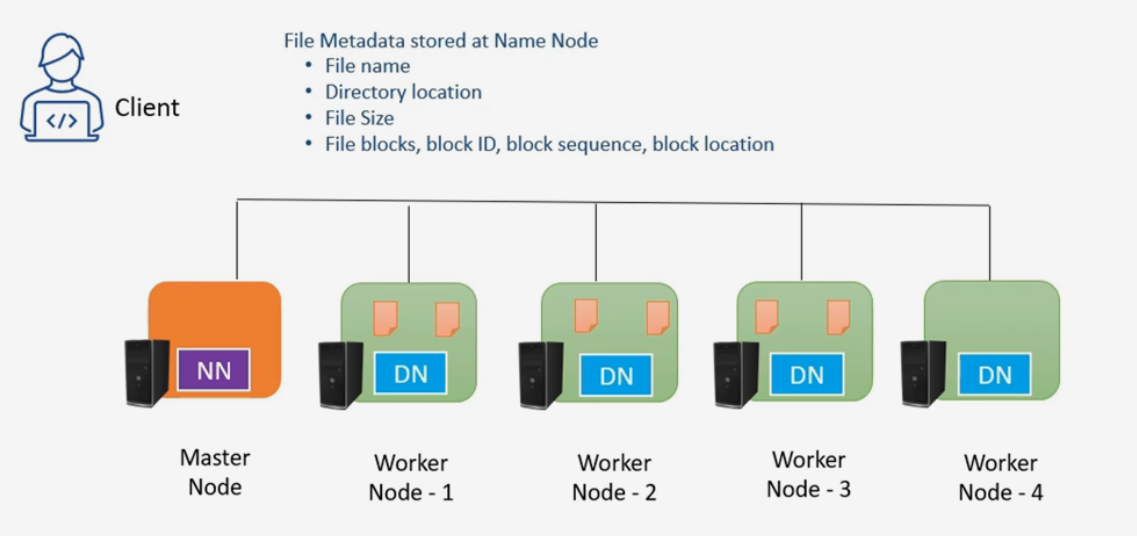 File Metadata stored at Name Node
• File name
• Directory location
• File Size
• File blocks, block ID, block sequence, block location
</>
Client
NN
DN
DN
DN
DN
Master
Node
Worker
Node - 1
Worker
Node - 2
Worker
Node - 3
Worker
Node - 4